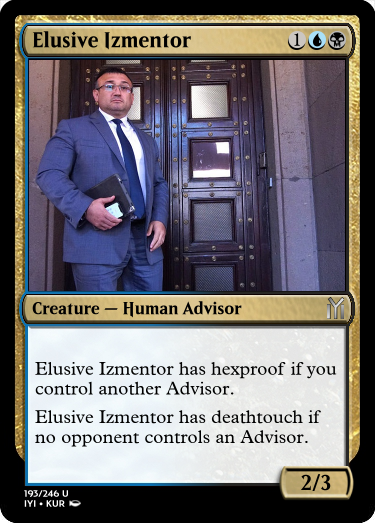 Elusive Izmentor 1
Creature — Human Advisor
Elusive Izmentor has hexproof if you
control another Advisor.
Elusive Izmentor has deathtouch if
no opponent controls an Advisor.
2/3
193/246 U
IYI • KUR